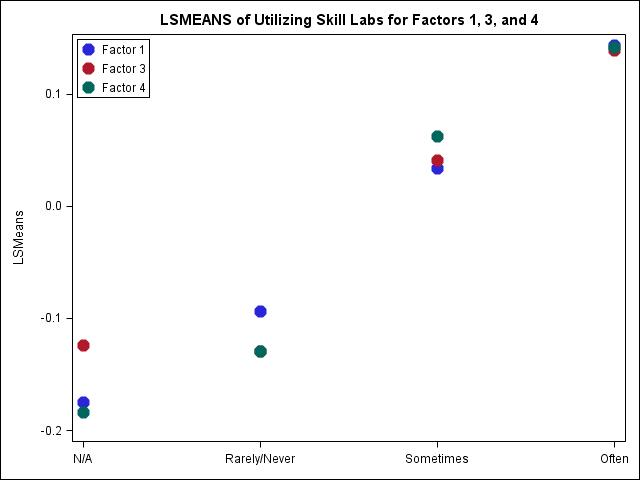 LSMEANS of Utilizing Skill Labs for Factors 1, 3, and 4
Factor 1
Factor 3
Factor 4
0.1
0.0
-0.1
-0.2
LSMeans
N/A
Rarely/Never
Sometimes
Often